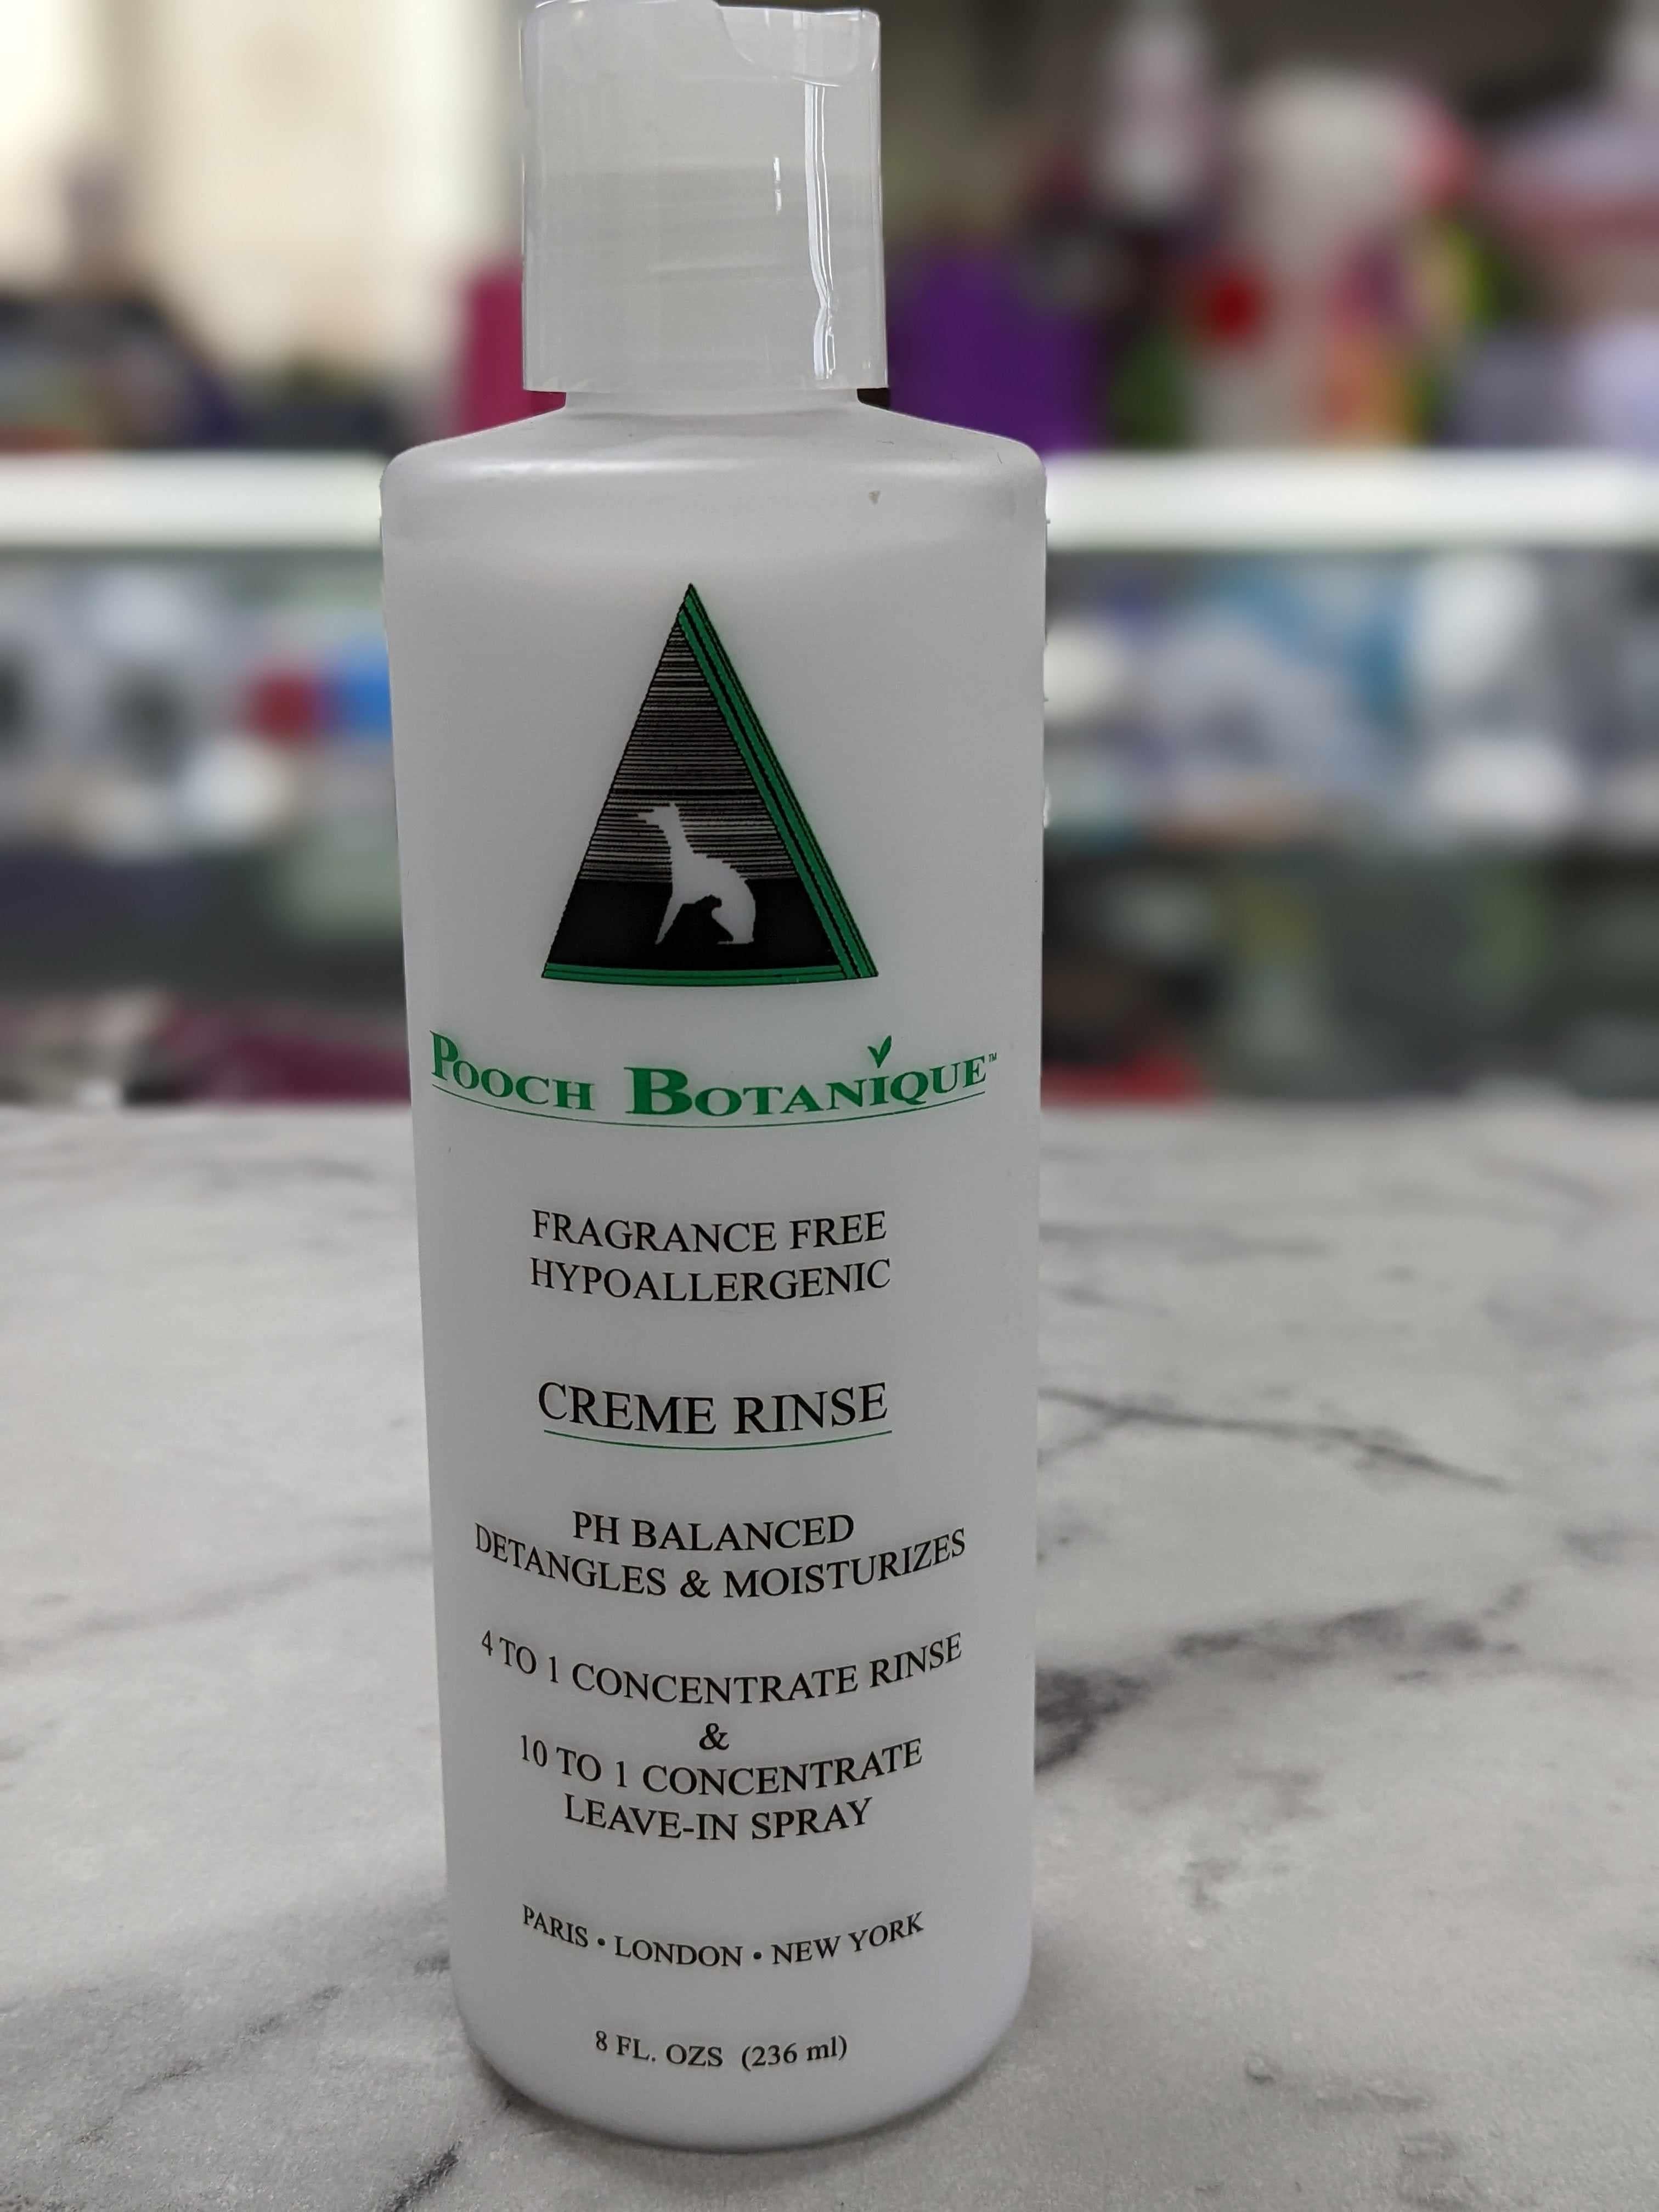 POOCH BOTANIQUE™
FRAGRANCE FREE
HYPOALLERGENIC
CREME RINSE
PH BALANCED
DETANGLES & MOISTURIZES
4 TO 1 CONCENTRATE RINSE
&
10 TO 1 CONCENTRATE
LEAVE-IN SPRAY
PARIS • LONDON • NEW YORK
8 FL. OZS (236 ml)